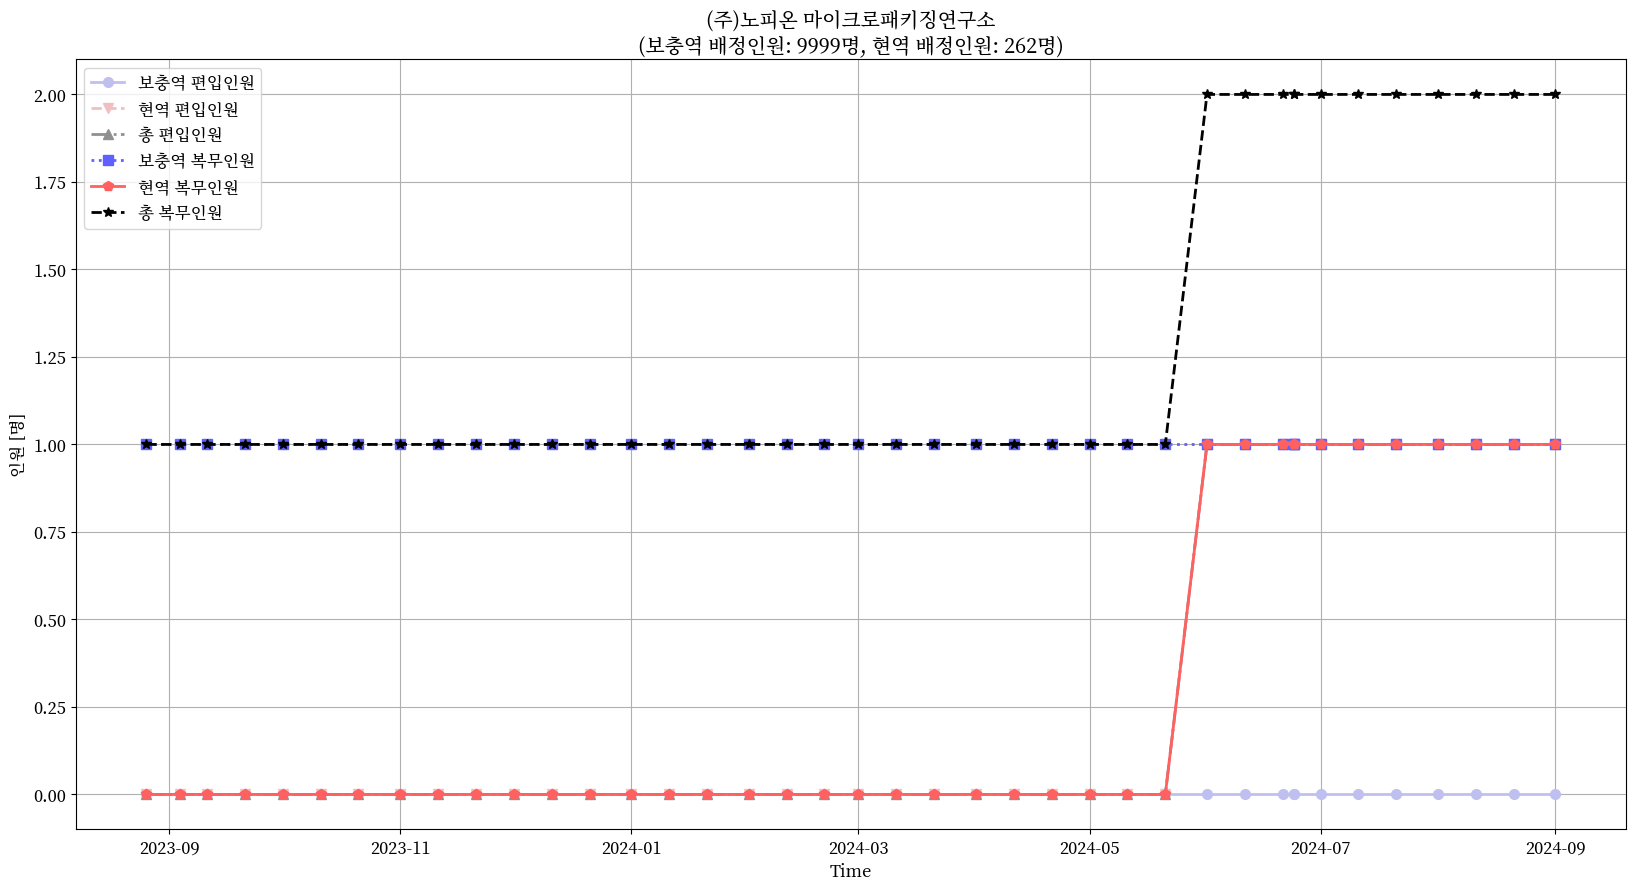 (주)노피온 마이크로패키징연구소
(보충역 배정인원: 9999명, 현역 배정인원: 262명)
보충역 편입인원
현역 편입인원
총 편입인원
보충역 복무인원
현역 복무인원
총 복무인원
2.00
1.75
1.50
1.25
1.00
0.75
0.50
0.25
0.00
인원 [명]
2023-09
2023-11
2024-01
2024-03
2024-05
2024-07
2024-09
Time